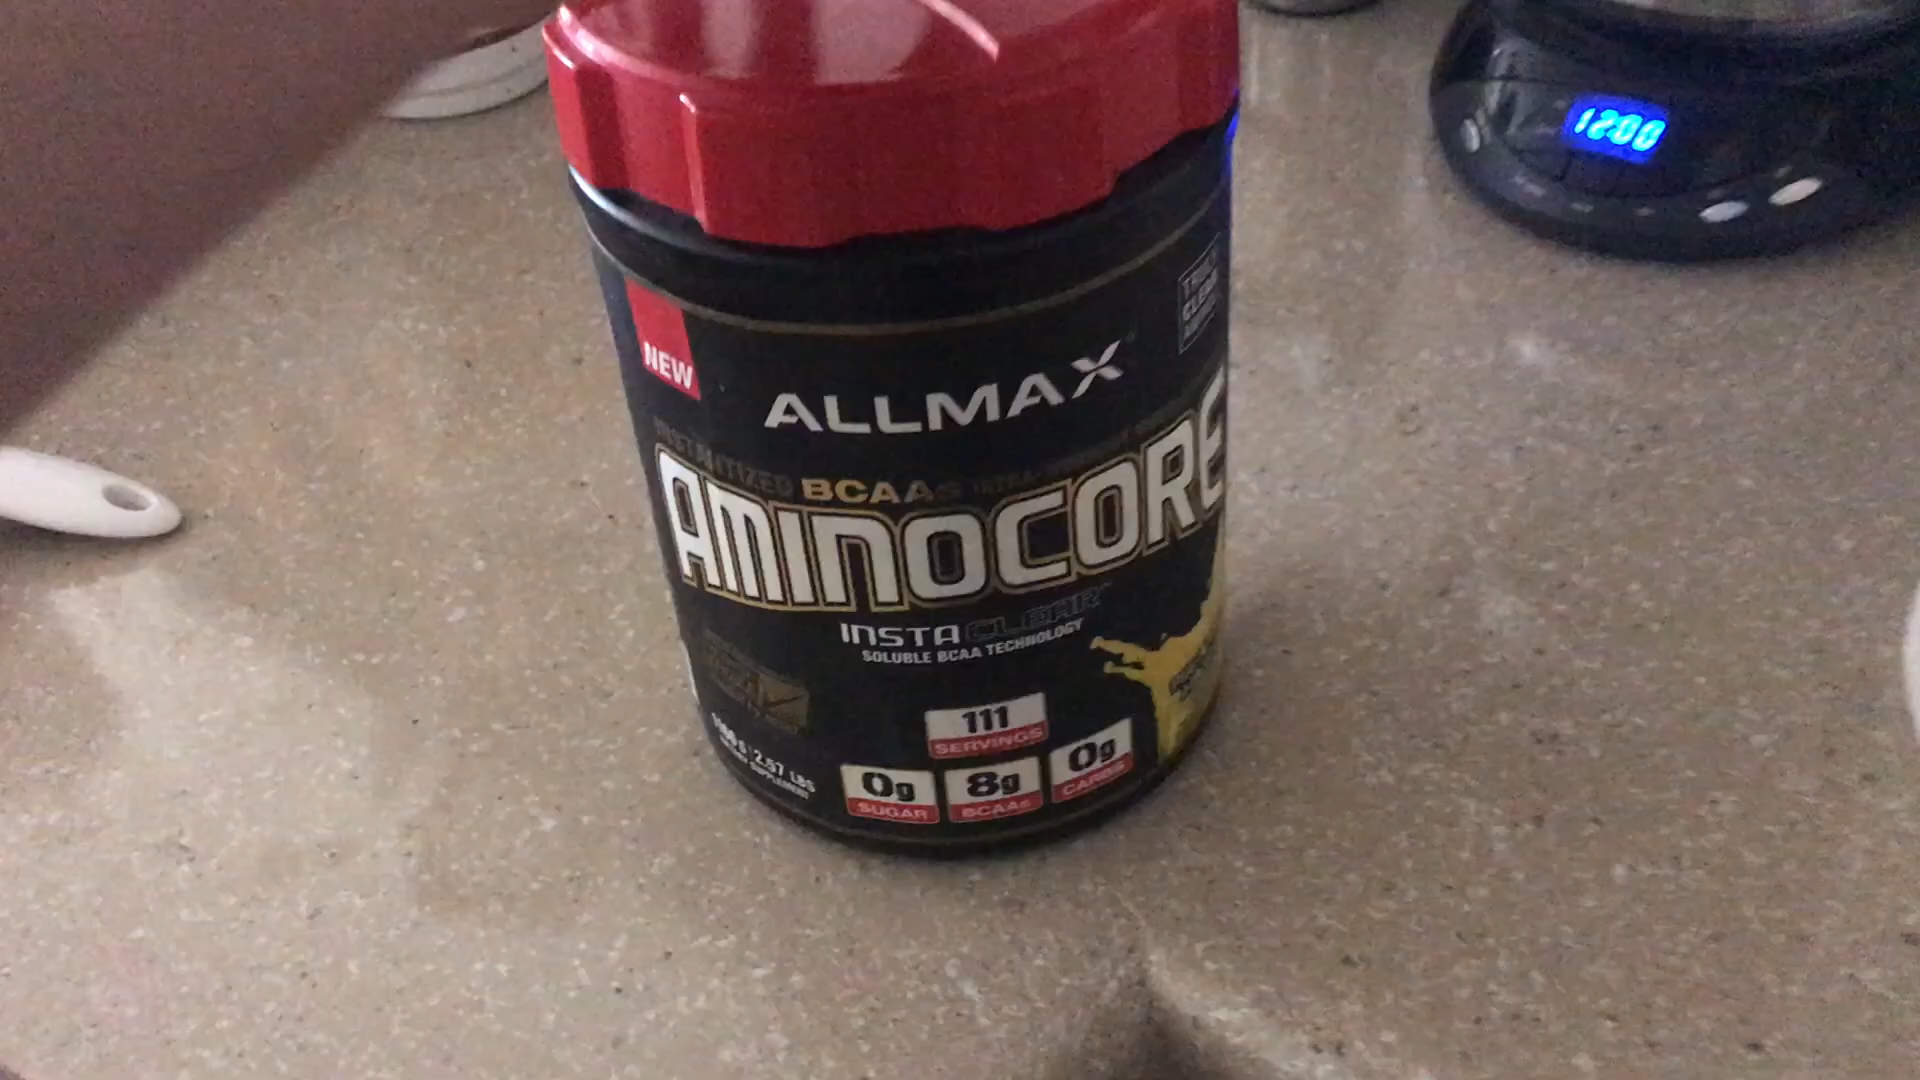 1200
NEW
ALLMAX
INSTANTIZED BCAAs
AMINOCORE
INSTACLEAR
SOLUBLE BCAA TECHNOLOGY
111
SERVINGS
2.57 LBS
0g
SUGAR
8g
BCAAs
0g
CARBS